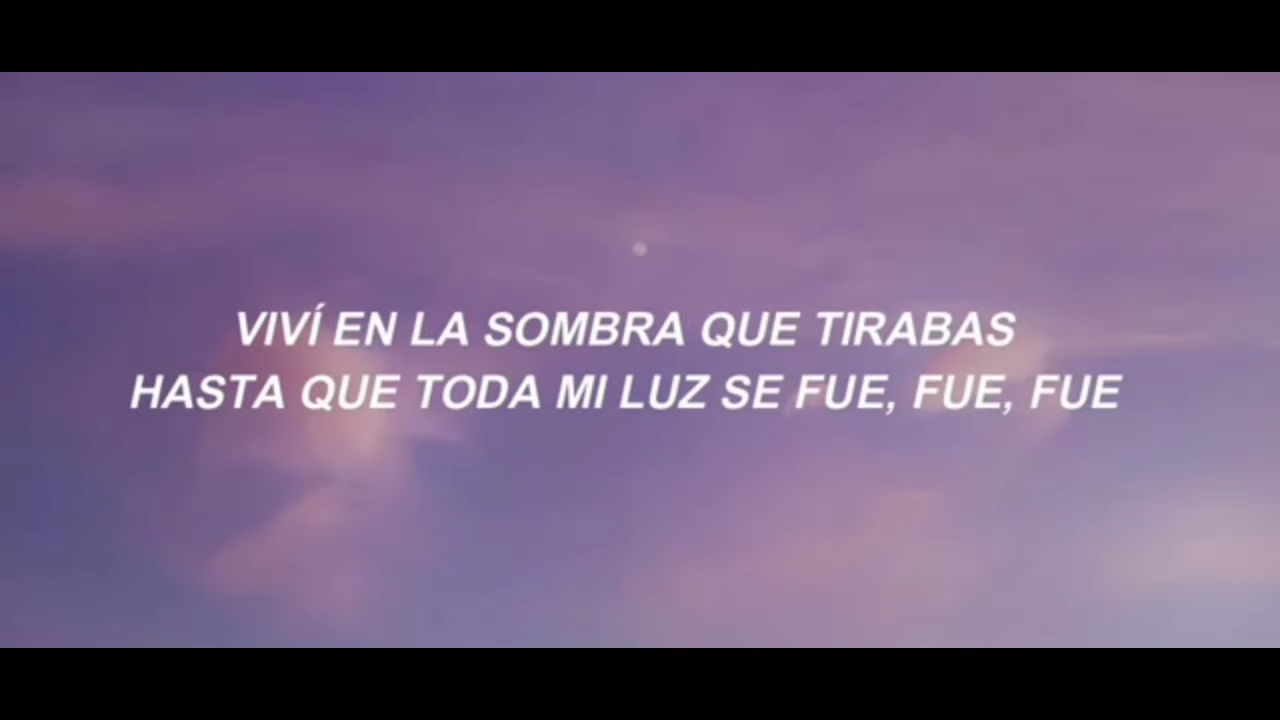 VIVÍ EN LA SOMBRA QUE TIRABAS
HASTA QUE TODA MI LUZ SE FUE, FUE, FUE